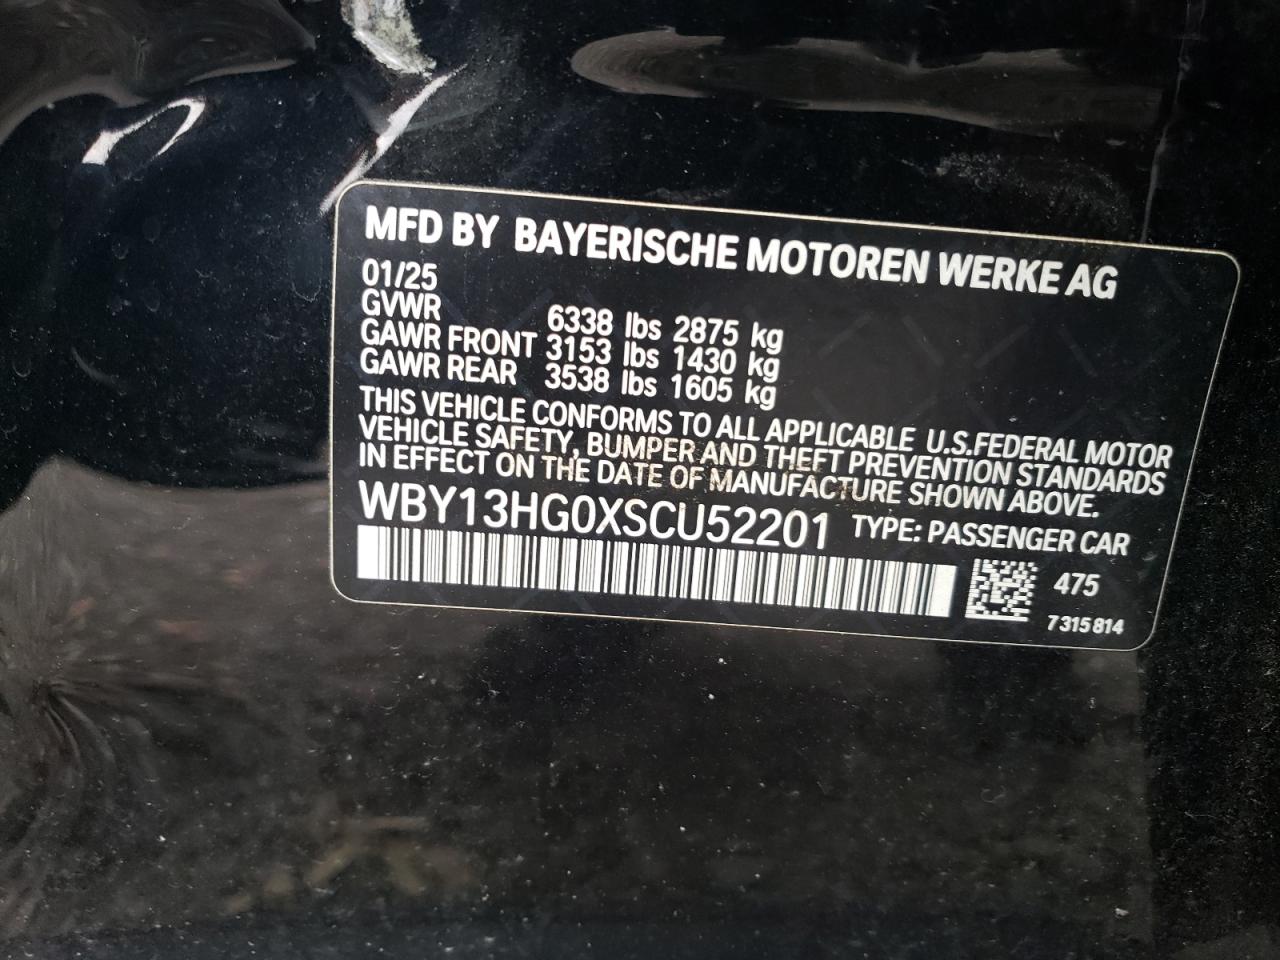 MFD BY BAYERISCHE MOTOREN WERKE AG
01/25
GVWR 6338 lbs 2875 kg
GAWR FRONT 3153 lbs 1430 kg
GAWR REAR 3538 lbs 1605 kg
THIS VEHICLE CONFORMS TO ALL APPLICABLE U.S.FEDERAL MOTOR
VEHICLE SAFETY, BUMPER AND THEFT PREVENTION STANDARDS
IN EFFECT ON THE DATE OF MANUFACTURE SHOWN ABOVE.
WBY13HG0XSCU52201 TYPE: PASSENGER CAR
475
7315814